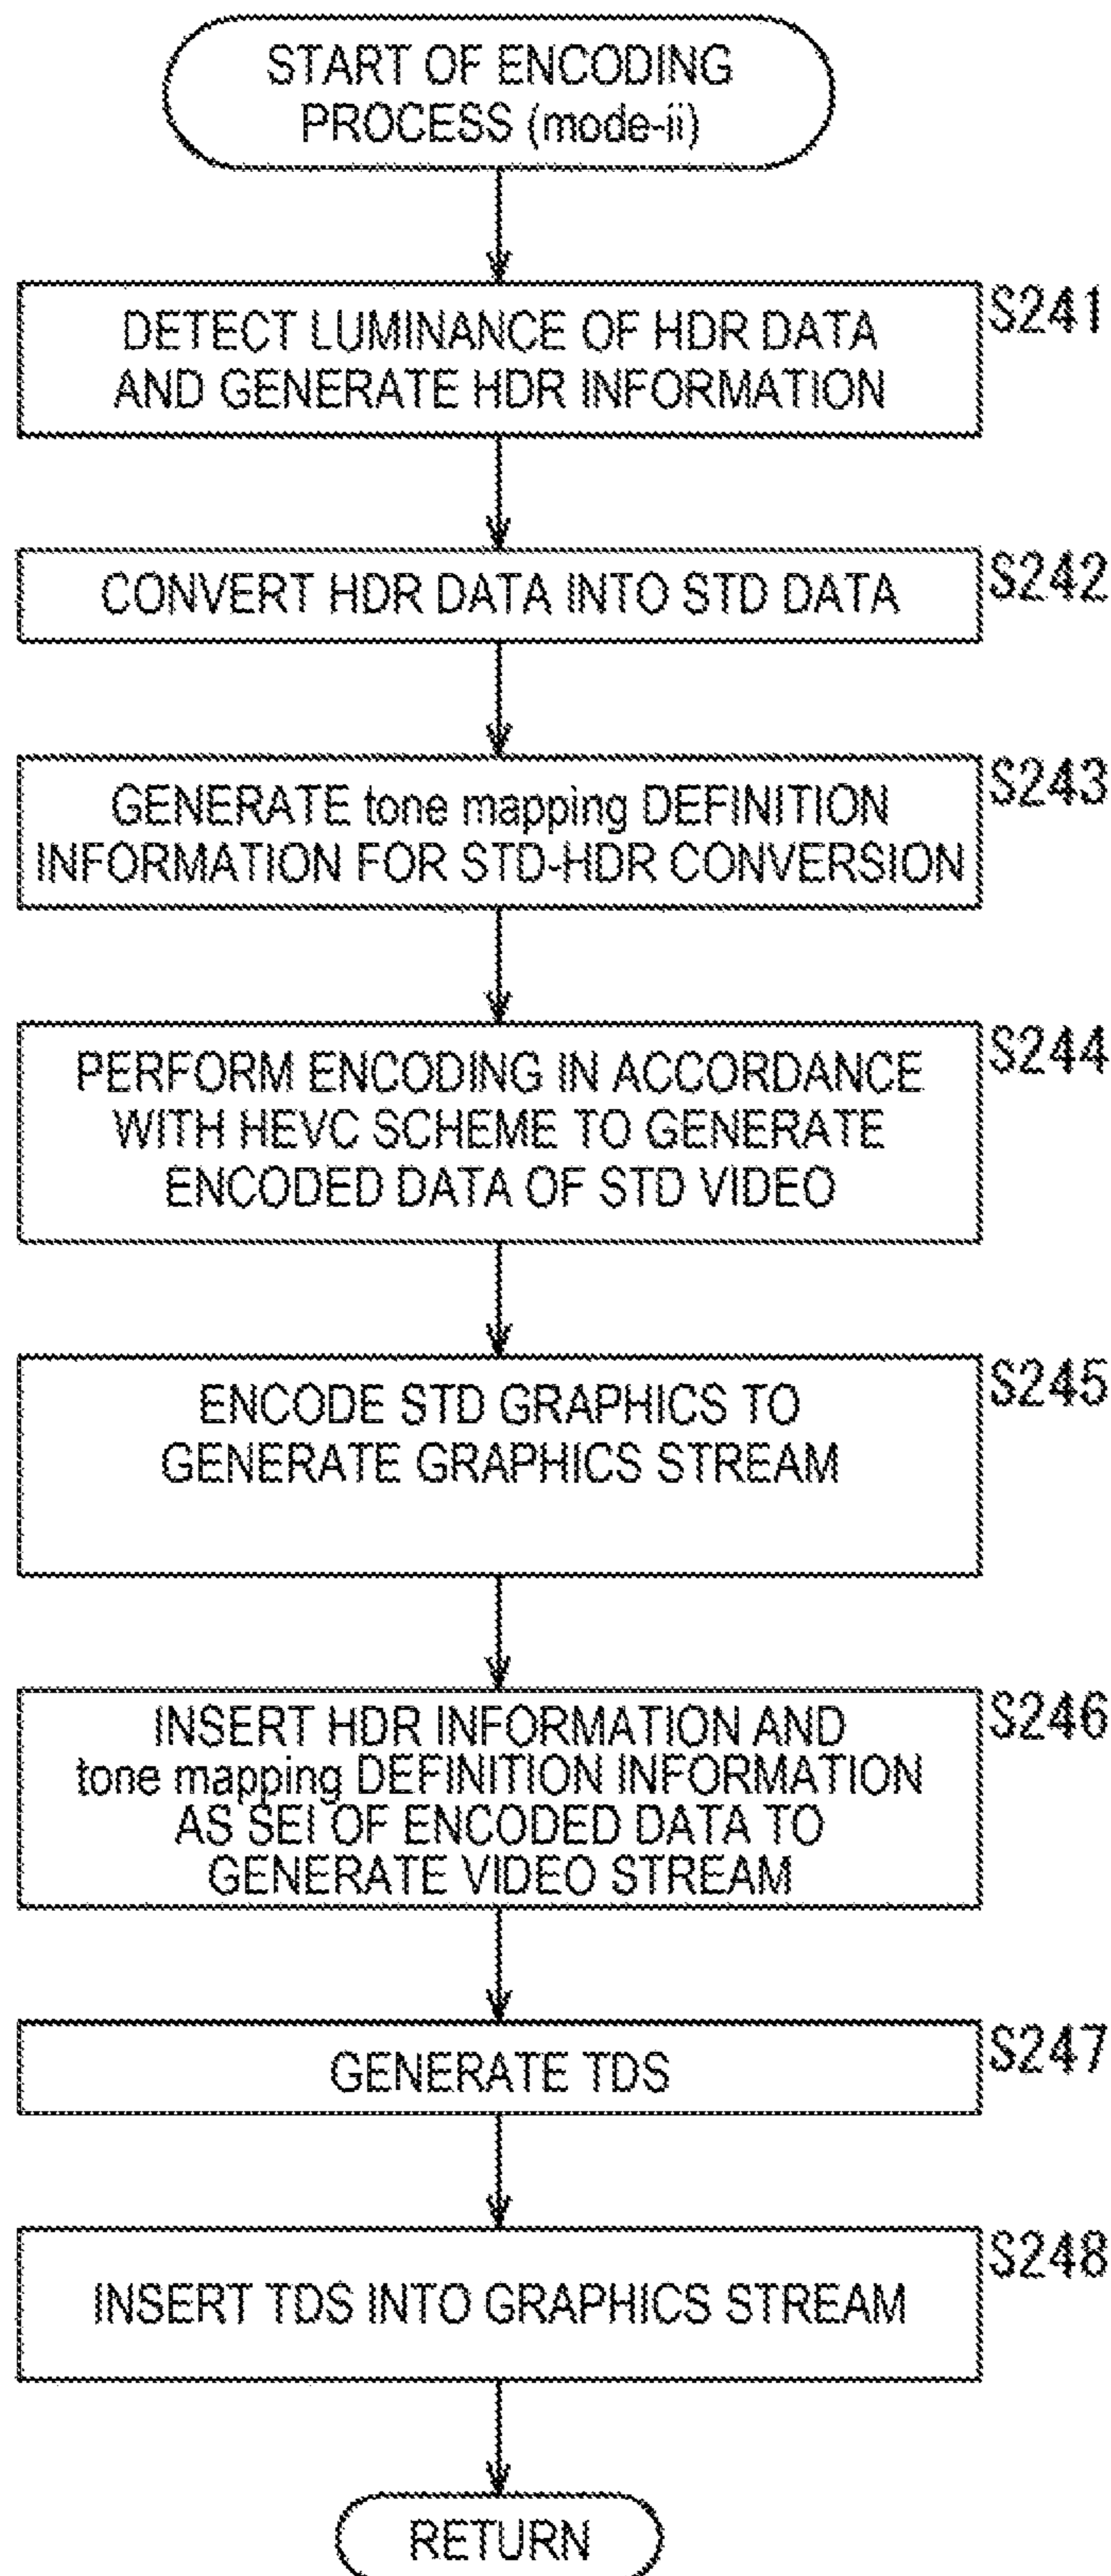 START OF ENCODING
PROCESS (mode-ii)
S241
DETECT LUMINANCE OF HDR DATA
AND GENERATE HDR INFORMATION
S242
CONVERT HDR DATA INTO STD DATA
S243
GENERATE tone mapping DEFINITION
INFORMATION FOR STD-HDR CONVERSION
S244
PERFORM ENCODING IN ACCORDANCE
WITH HEVC SCHEME TO GENERATE
ENCODED DATA OF STD VIDEO
S245
ENCODE STD GRAPHICS TO
GENERATE GRAPHICS STREAM
S246
INSERT HDR INFORMATION AND
tone mapping DEFINITION INFORMATION
AS SEI OF ENCODED DATA TO
GENERATE VIDEO STREAM
S247
GENERATE TDS
S248
INSERT TDS INTO GRAPHICS STREAM
RETURN